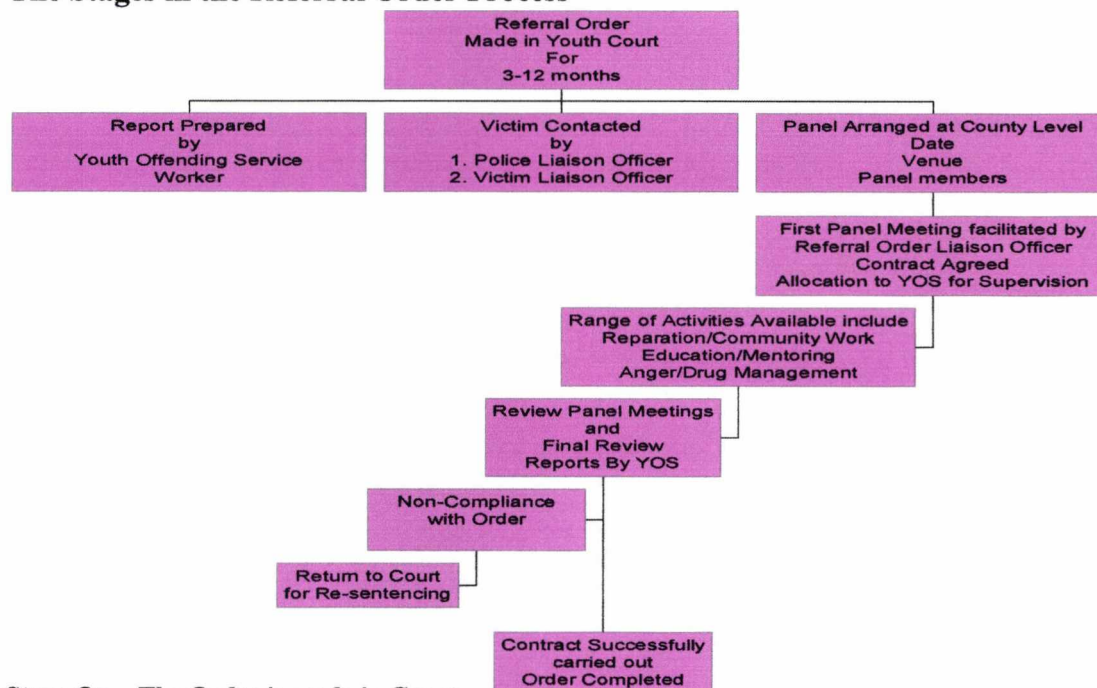 Referral Order
Made in Youth Court
For
3-12 months
Report Prepared
by
Youth Offending Service
Worker
Victim Contacted
by
1. Police Liaison Officer
2. Victim Liaison Officer
Panel Arranged at County Level
Date
Venue
Panel members
First Panel Meeting facilitated by
Referral Order Liaison Officer
Contract Agreed
Allocation to YOS for Supervision
Range of Activities Available include
Reparation/Community Work
Education/Mentoring
Anger/Drug Management
Review Panel Meetings
and
Final Review
Reports By YOS
Non-Compliance
with Order
Return to Court
for Re-sentencing
Contract Successfully
carried out
Order Completed